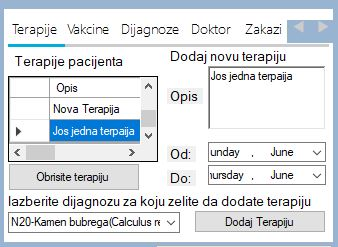 Terapije Vakcine Dijagnoze Doktor Zakazi
Terapije pacijenta
Opis
Nova Terapija
Jos jedna terpaija
Obrisite terapiju
Dodaj novu terapiju
Opis
Jos jedna terpaija
Od: unday , June
Do: hursday , June
Iazberite dijagnozu za koju zelite da dodate terapiju
N20-Kamen bubrega(Calculus re
Dodaj Terapiju